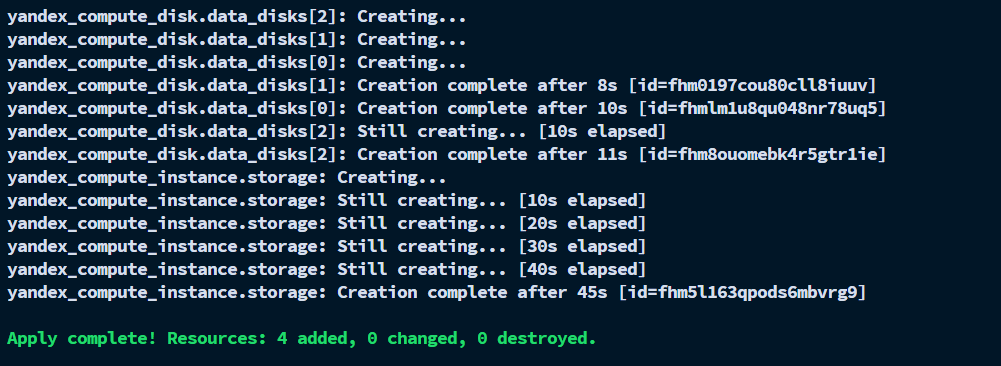 yandex_compute_disk.data_disks[2]: Creating...
yandex_compute_disk.data_disks[1]: Creating...
yandex_compute_disk.data_disks[0]: Creating...
yandex_compute_disk.data_disks[1]: Creation complete after 8s [id=fhm0197cou80cll8iuuv]
yandex_compute_disk.data_disks[0]: Creation complete after 10s [id=fhmlm1u8qu048nr78uq5]
yandex_compute_disk.data_disks[2]: Still creating... [10s elapsed]
yandex_compute_disk.data_disks[2]: Creation complete after 11s [id=fhm8ouomebk4r5gtr1ie]
yandex_compute_instance.storage: Creating...
yandex_compute_instance.storage: Still creating... [10s elapsed]
yandex_compute_instance.storage: Still creating... [20s elapsed]
yandex_compute_instance.storage: Still creating... [30s elapsed]
yandex_compute_instance.storage: Still creating... [40s elapsed]
yandex_compute_instance.storage: Creation complete after 45s [id=fhm5l163qpods6mbvrg9]
Apply complete! Resources: 4 added, 0 changed, 0 destroyed.